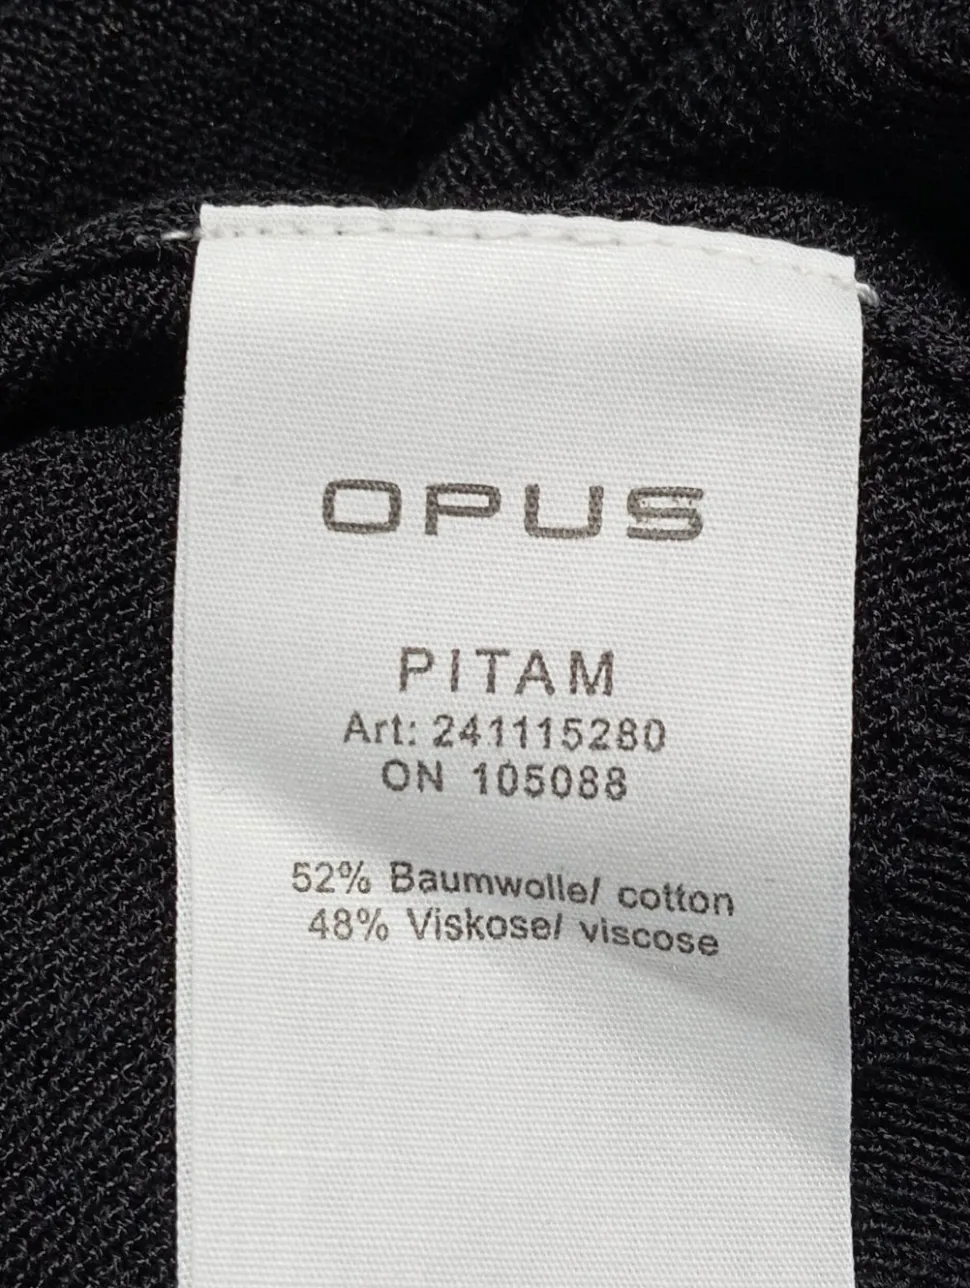 OPUS
PITAM
Art: 241115280
ON 105088
52% Baumwolle/ cotton
48% Viskose/ viscose